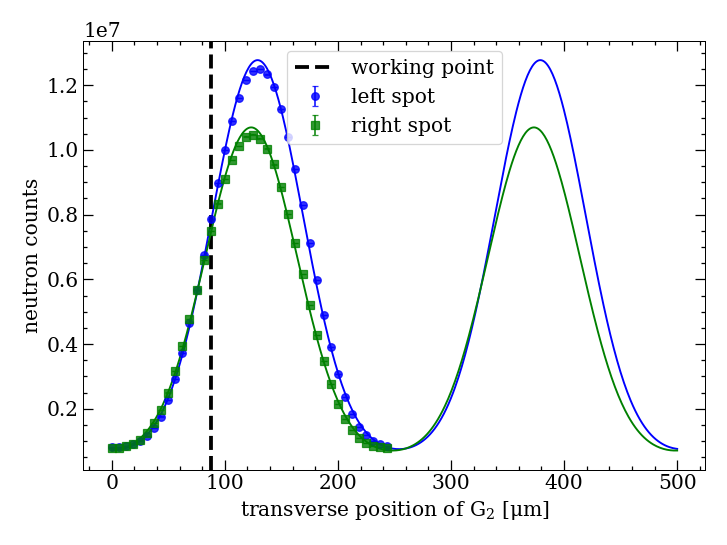 1e7
working point
left spot
right spot
1.2
1.0
0.8
0.6
0.4
0.2
neutron counts
0 100 200 300 400 500
transverse position of G₂ [µm]